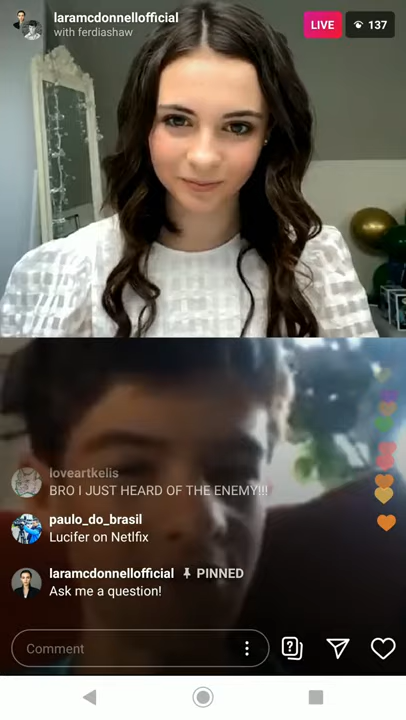 laramcdonnellofficial
with ferdiashaw
LIVE
137
loveartkelis
BRO I JUST HEARD OF THE ENEMY!!!
paulo_do_brasil
Lucifer on Netlfix
laramcdonnellofficial PINNED
Ask me a question!
Comment